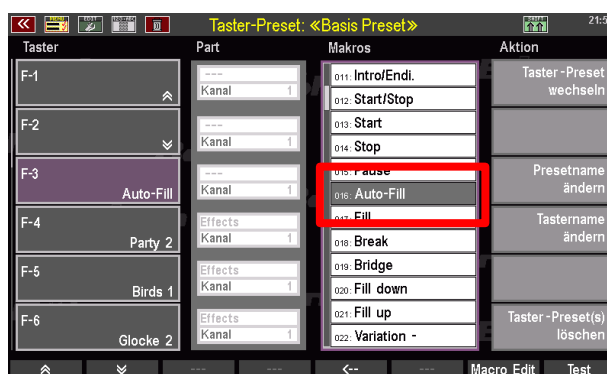 Taster-Preset: «Basis Preset»
21:5
Taster
Part
Makros
Aktion
F-1
---
Kanal 1
F-2
---
Kanal 1
F-3
Auto-Fill
---
Kanal 1
F-4
Party 2
Effects
Kanal 1
F-5
Birds 1
Effects
Kanal 1
F-6
Glocke 2
Effects
Kanal 1
011: Intro/Endi.
012: Start/Stop
013: Start
014: Stop
015: Pause
016: Auto-Fill
017: Fill
018: Break
019: Bridge
020: Fill down
021: Fill up
022: Variation -
Taster-Preset
wechseln
Presetname
ändern
Tastername
ändern
Taster-Preset(s)
löschen
--- --- <-- --- Macro Edit Test